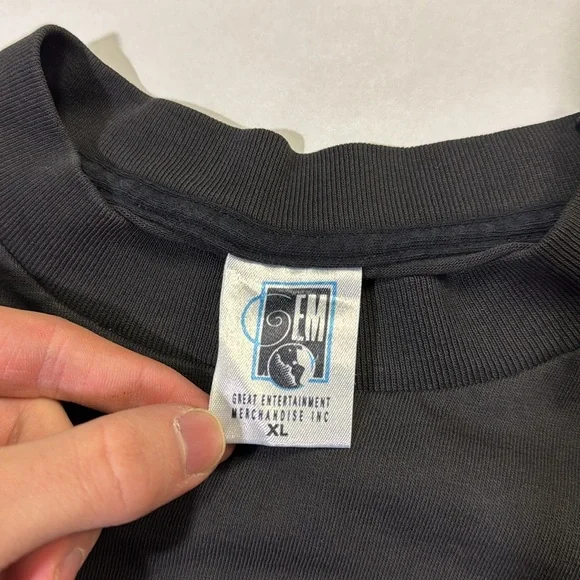 GEM
GREAT ENTERTAINMENT
MERCHANDISE INC
XL